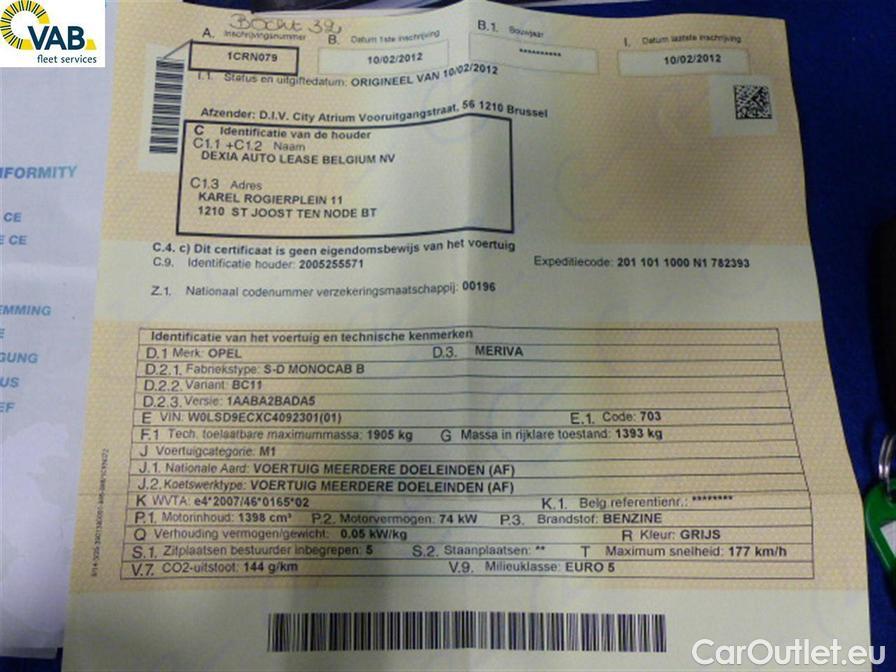 VAB
fleet services
Bocht 32
A. Inschrijvingsnummer
1CRN079
B. Datum 1ste inschrijving
10/02/2012
B.1. Bouwjaar
**********
I. Datum laatste inschrijving
10/02/2012
I.1. Status en uitgiftedatum: ORIGINEEL VAN 10/02/2012
Afzender: D.I.V. City Atrium Vooruitgangstraat, 56 1210 Brussel
C Identificatie van de houder
C1.1 +C1.2 Naam
DEXIA AUTO LEASE BELGIUM NV
C1.3 Adres
KAREL ROGIERPLEIN 11
1210 ST JOOST TEN NODE BT
C.4. c) Dit certificaat is geen eigendomsbewijs van het voertuig
C.9. Identificatie houder: 2005255571 Expeditiecode: 201 101 1000 N1 782393
Z.1. Nationaal codenummer verzekeringsmaatschappij: 00196
Identificatie van het voertuig en technische kenmerken
D.1 Merk: OPEL D.3. MERIVA
D.2.1. Fabriekstype: S-D MONOCAB B
D.2.2. Variant: BC11
D.2.3. Versie: 1AABA2BADA5
E VIN: W0LSD9ECXC4092301(01) E.1. Code: 703
F.1 Tech. toelaatbare maximummassa: 1905 kg G Massa in rijklare toestand: 1393 kg
J Voertuigcategorie: M1
J.1. Nationale Aard: VOERTUIG MEERDERE DOELEINDEN (AF)
J.2. Koetswerktype: VOERTUIG MEERDERE DOELEINDEN (AF)
K WVTA: e4*2007/46*0165*02 K.1. Belg.referentienr.: ********
P.1. Motorinhoud: 1398 cm³ P.2. Motorvermogen: 74 kW P.3. Brandstof: BENZINE
Q Verhouding vermogen/gewicht: 0.05 kW/kg R Kleur: GRIJS
S.1. Zitplaatsen bestuurder inbegrepen: 5 S.2. Staanplaatsen: ** T Maximum snelheid: 177 km/h
V.7. CO2-uitstoot: 144 g/km V.9. Milieuklasse: EURO 5
CE
E CE
EMMING
E
GUNG
US
EF
CarOutlet.eu